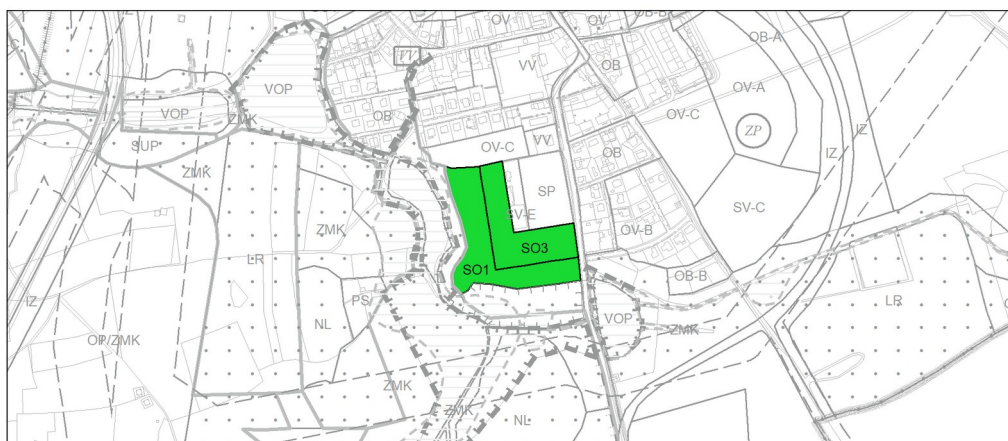 OV
OB-B
OB-A
VV
OB
OV-A
VOP
VOP
ZMK
OB
VV
OV-C
ZP
IZ
SUP
OV-C
OB
IZ
ZMK
SP
SV-E
SV-C
ZMK
OV-B
LR
SO3
SO1
OB-B
IZ
PS
LR
NL
VOP
ZMK
OP/ZMK
ZMK
ZMK
NL